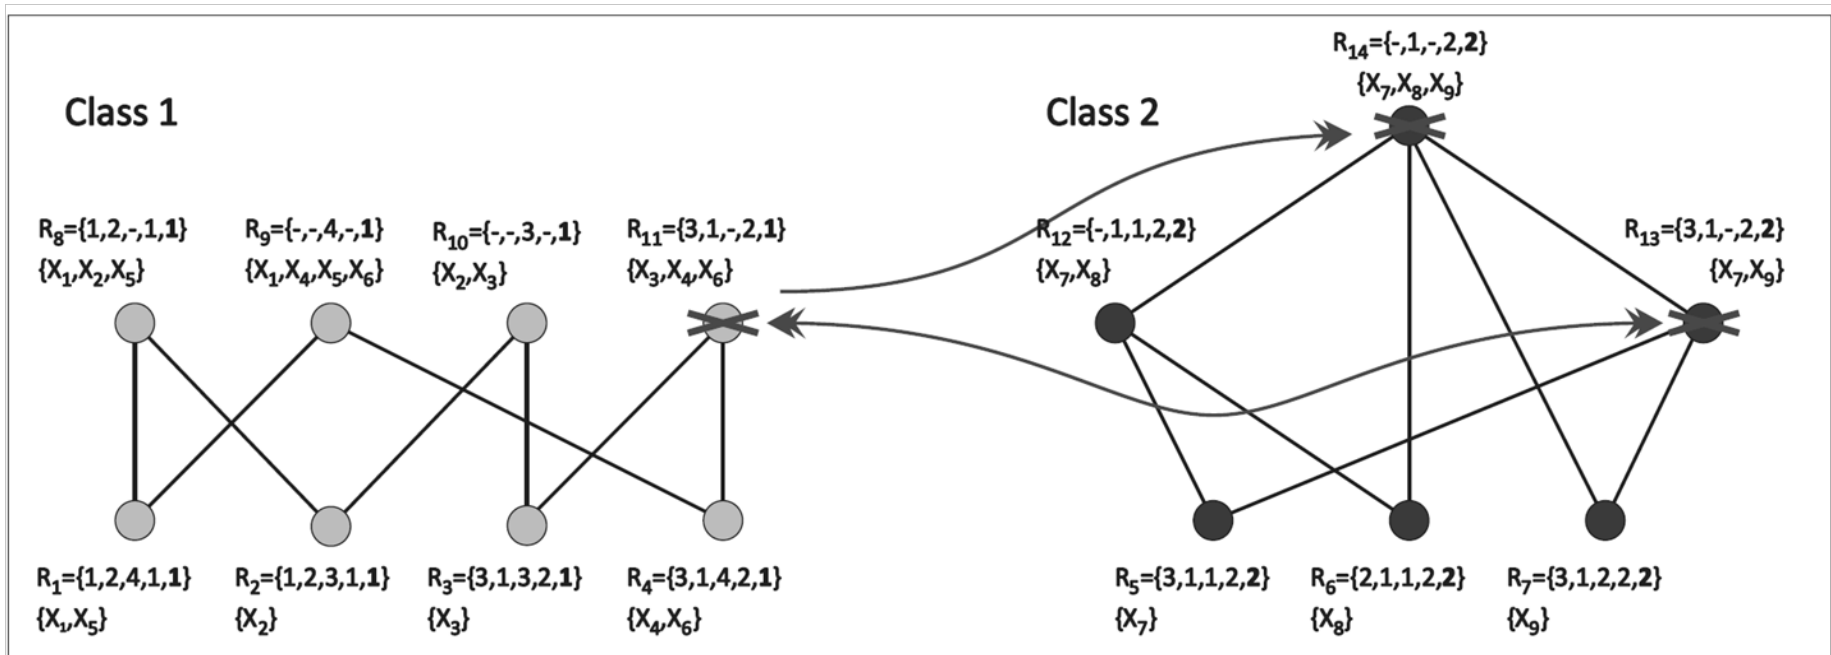 R14={-,1,-,2,2}
{X7,X8,X9}
Class 1
Class 2
R8={1,2,-,1,1}
{X1,X2,X5}
R9={-,-,4,-,1}
{X1,X4,X5,X6}
R10={-,-,3,-,1}
{X2,X3}
R11={3,1,-,2,1}
{X3,X4,X6}
R12={-,1,1,2,2}
{X7,X8}
R13={3,1,-,2,2}
{X7,X9}
R1={1,2,4,1,1}
{X1,X5}
R2={1,2,3,1,1}
{X2}
R3={3,1,3,2,1}
{X3}
R4={3,1,4,2,1}
{X4,X6}
R5={3,1,1,2,2}
{X7}
R6={2,1,1,2,2}
{X8}
R7={3,1,2,2,2}
{X9}